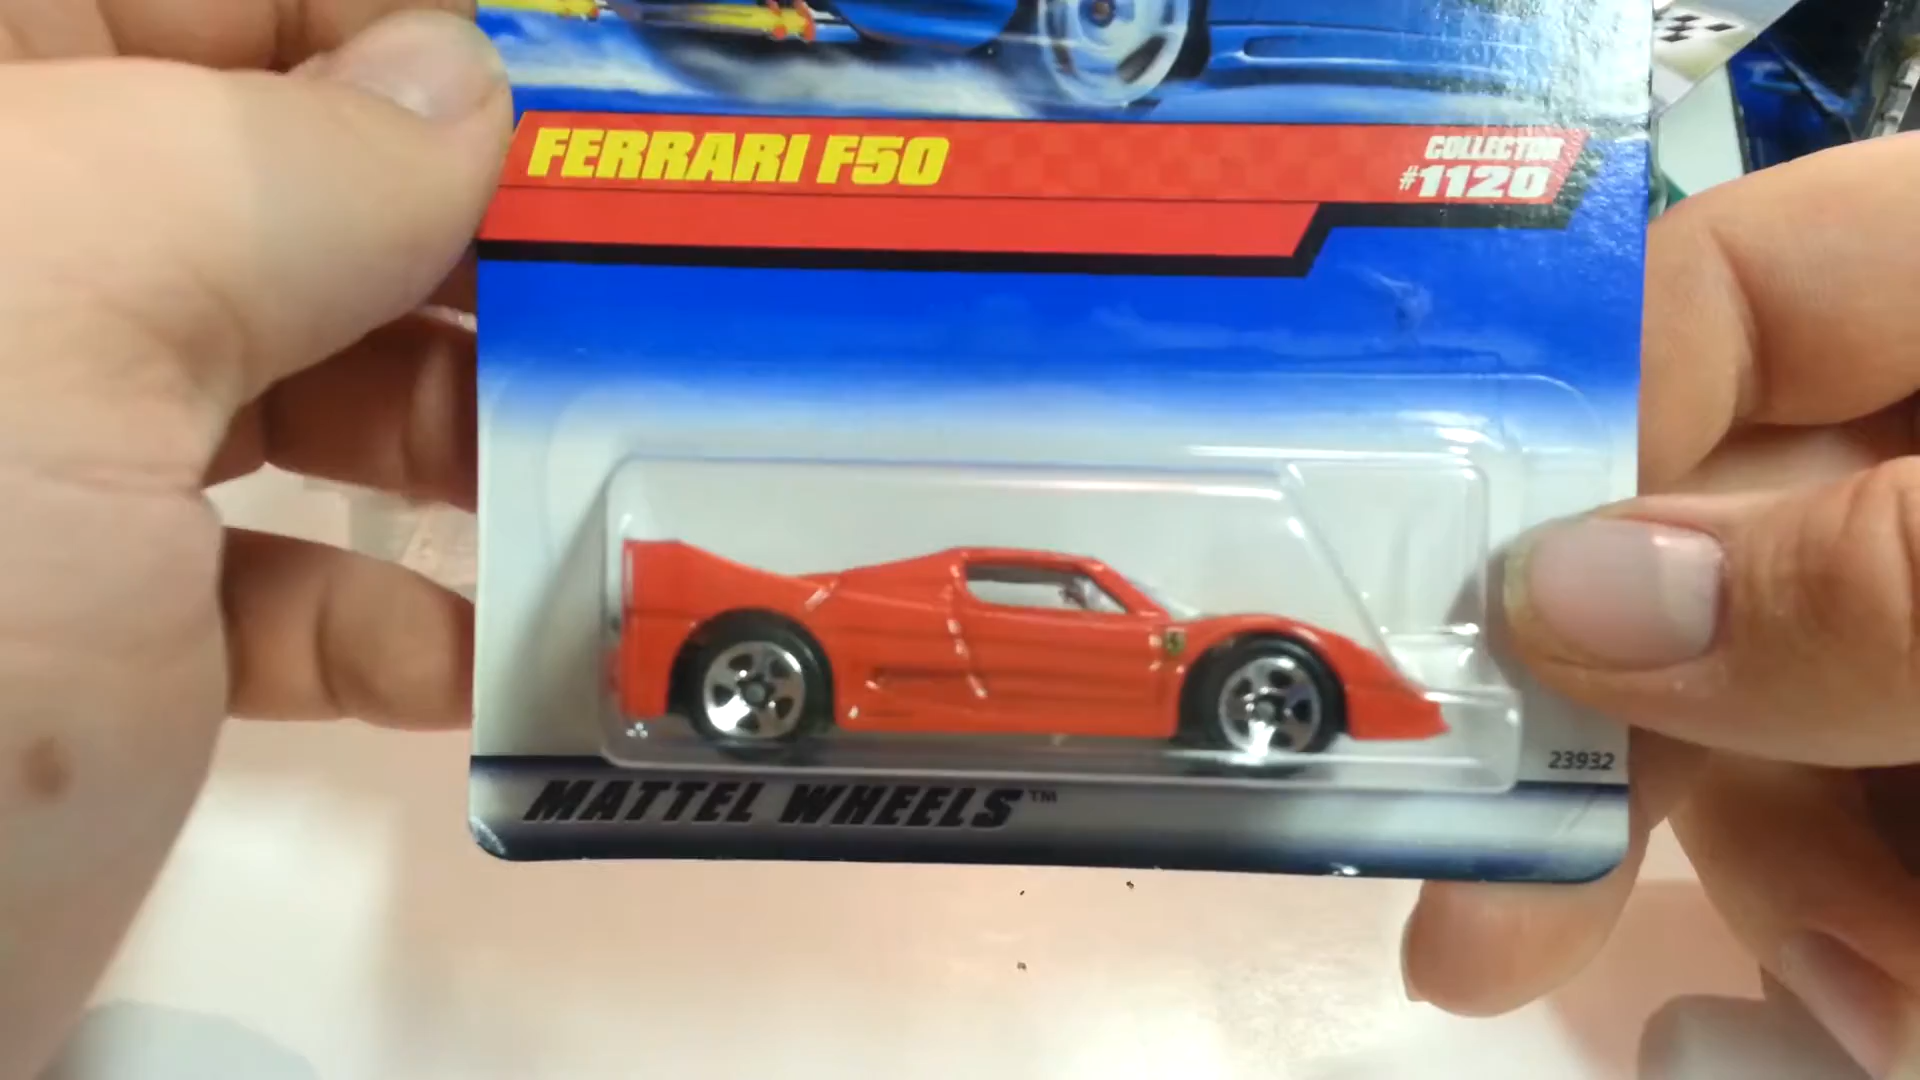 FERRARI F50
COLLECTOR
#1120
23932
MATTEL WHEELS™